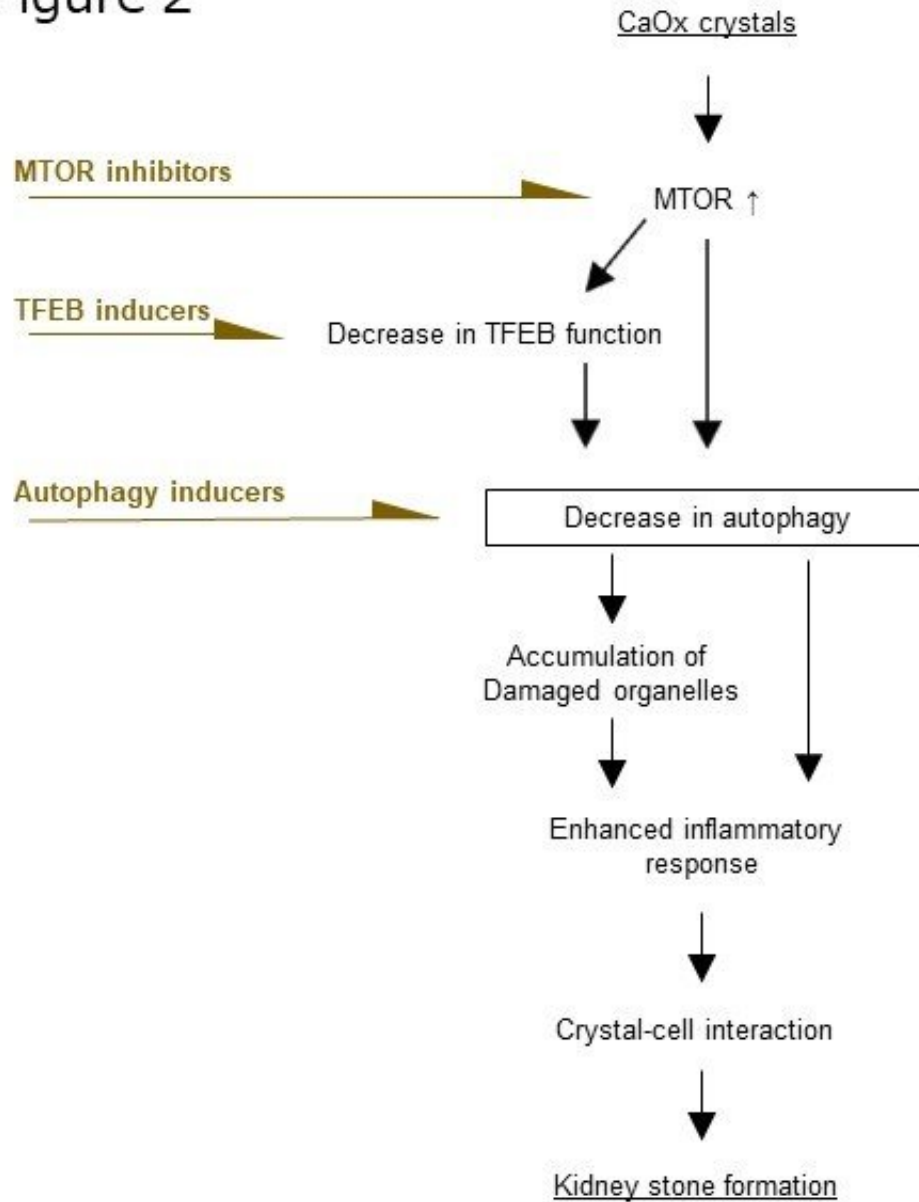 Figure 2
CaOx crystals
MTOR inhibitors
MTOR ↑
TFEB inducers
Decrease in TFEB function
Autophagy inducers
Decrease in autophagy
Accumulation of
Damaged organelles
Enhanced inflammatory
response
Crystal-cell interaction
Kidney stone formation